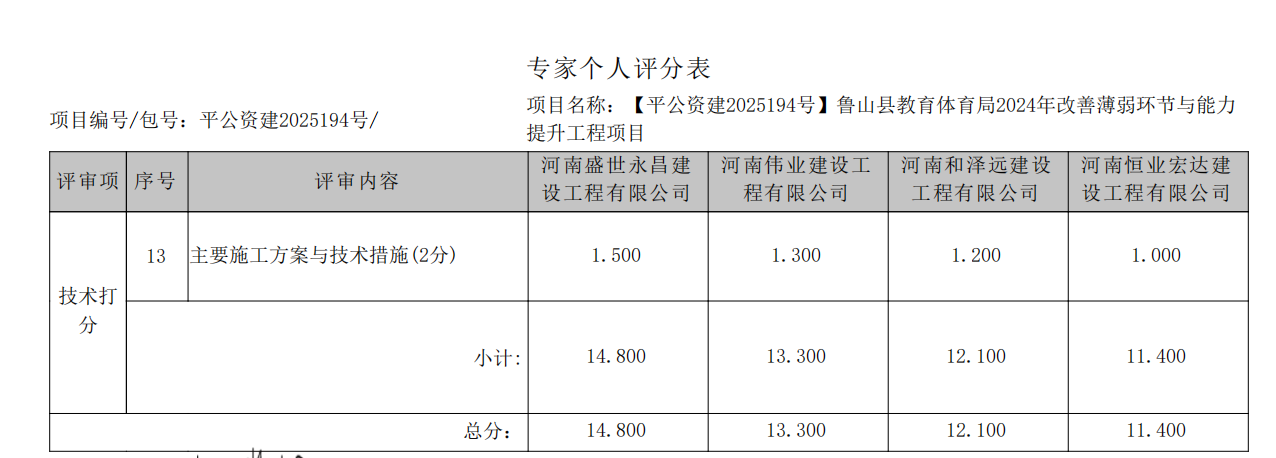 专家个人评分表
项目编号/包号：平公资建2025194号/
项目名称：【平公资建2025194号】鲁山县教育体育局2024年改善薄弱环节与能力
提升工程项目
评审项 序号 评审内容 河南盛世永昌建 河南伟业建设工 河南和泽远建设 河南恒业宏达建
设工程有限公司 程有限公司 工程有限公司 设工程有限公司
13 主要施工方案与技术措施(2分) 1.500 1.300 1.200 1.000
技术打
分
小计: 14.800 13.300 12.100 11.400
总分: 14.800 13.300 12.100 11.400